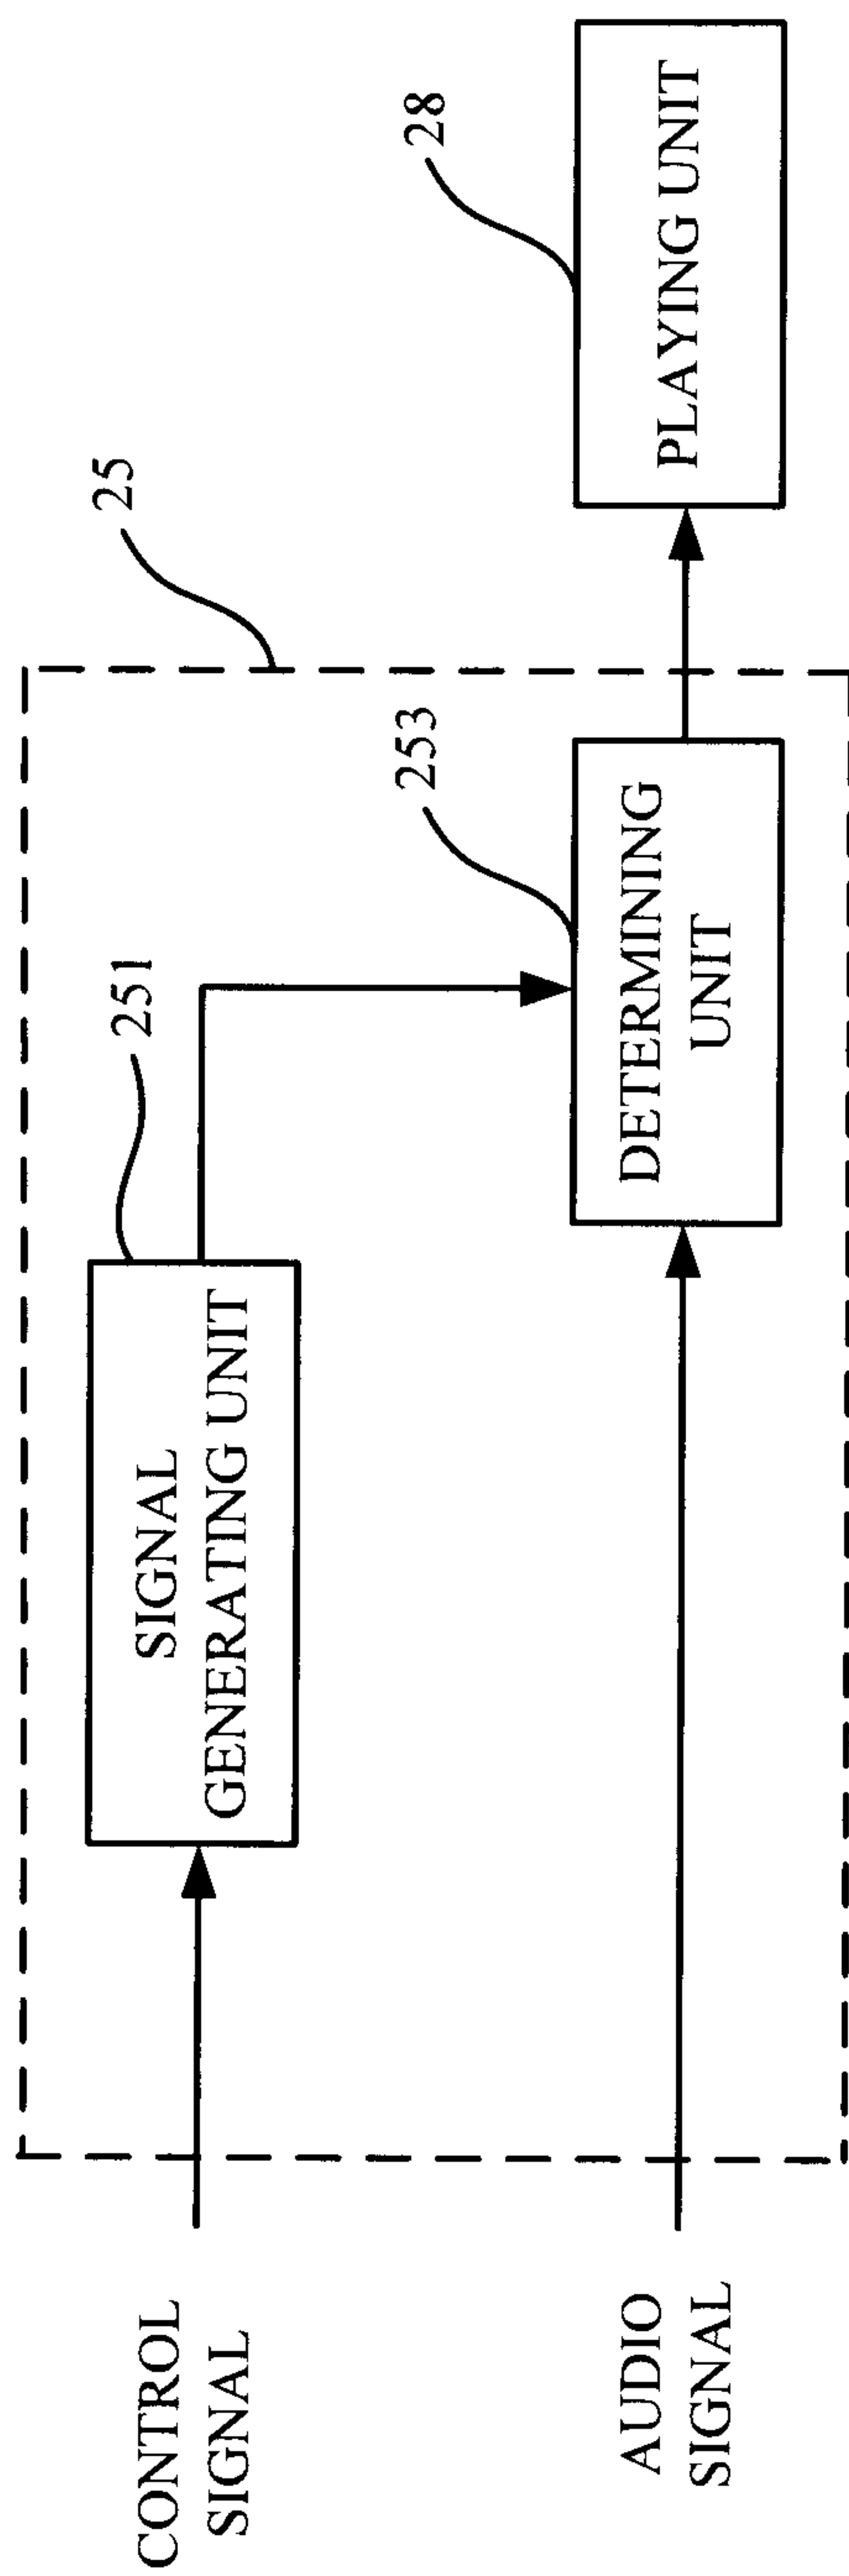 CONTROL
SIGNAL
SIGNAL
GENERATING UNIT
251
25
AUDIO
SIGNAL
DETERMINING
UNIT
253
PLAYING UNIT
28